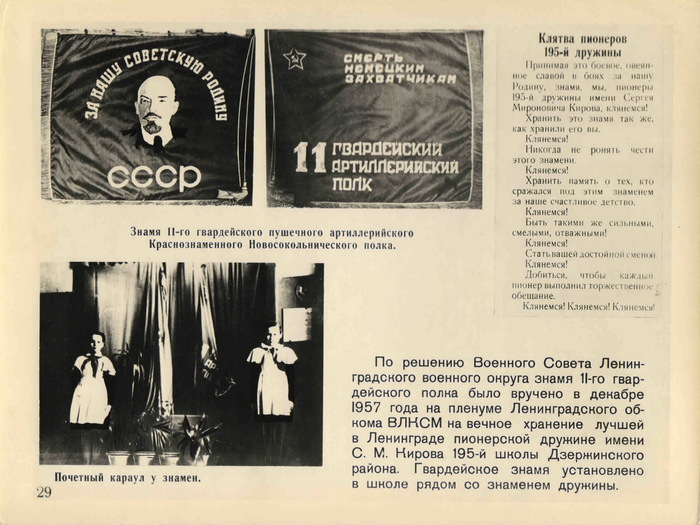 ЗА НАШУ СОВЕТСКУЮ РОДИНУ
СССР
СМЕРТЬ
НЕМЕЦКИМ
ЗАХВАТЧИКАМ
11 ГВАРДЕЙСКИЙ
АРТИЛЛЕРИЙСКИЙ
ПОЛК
Знамя 11-го гвардейского пушечного артиллерийского
Краснознаменного Новосокольнического полка.
Клятва пионеров
195-й дружины
Принимая это боевое, овеян-
ное славой в боях за нашу
Родину, знамя, мы, пионеры
195-й дружины имени Сергея
Мироновича Кирова, клянемся!
Хранить это знамя так же,
как хранили его вы.
Клянемся!
Никогда не ронять чести
этого знамени.
Клянемся!
Хранить память о тех, кто
сражался под этим знаменем
за наше счастливое детство.
Клянемся!
Быть такими же сильными,
смелыми, отважными!
Клянемся!
Стать вашей достойной сменой.
Клянемся!
Добиться, чтобы каждый
пионер выполнил торжественное
обещание.
Клянемся! Клянемся! Клянемся!
По решению Военного Совета Ленин-
градского военного округа знамя 11-го гвар-
дейского полка было вручено в декабре
1957 года на пленуме Ленинградского об-
кома ВЛКСМ на вечное хранение лучшей
в Ленинграде пионерской дружине имени
С. М. Кирова 195-й школы Дзержинского
района. Гвардейское знамя установлено
в школе рядом со знаменем дружины.
Почетный караул у знамен.
29